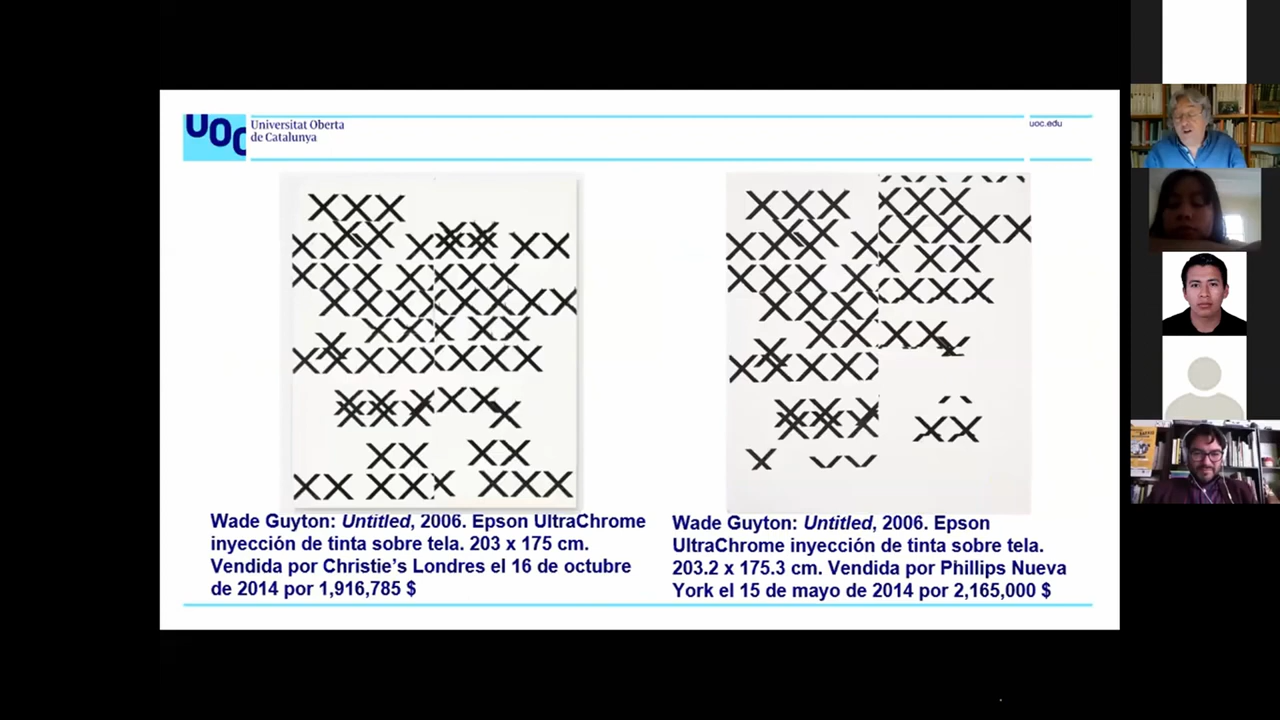 UOC
Universitat Oberta
de Catalunya
uoc.edu
Wade Guyton: Untitled, 2006. Epson UltraChrome
inyección de tinta sobre tela. 203 x 175 cm.
Vendida por Christie’s Londres el 16 de octubre
de 2014 por 1,916,785 $
Wade Guyton: Untitled, 2006. Epson
UltraChrome inyección de tinta sobre tela.
203.2 x 175.3 cm. Vendida por Phillips Nueva
York el 15 de mayo de 2014 por 2,165,000 $